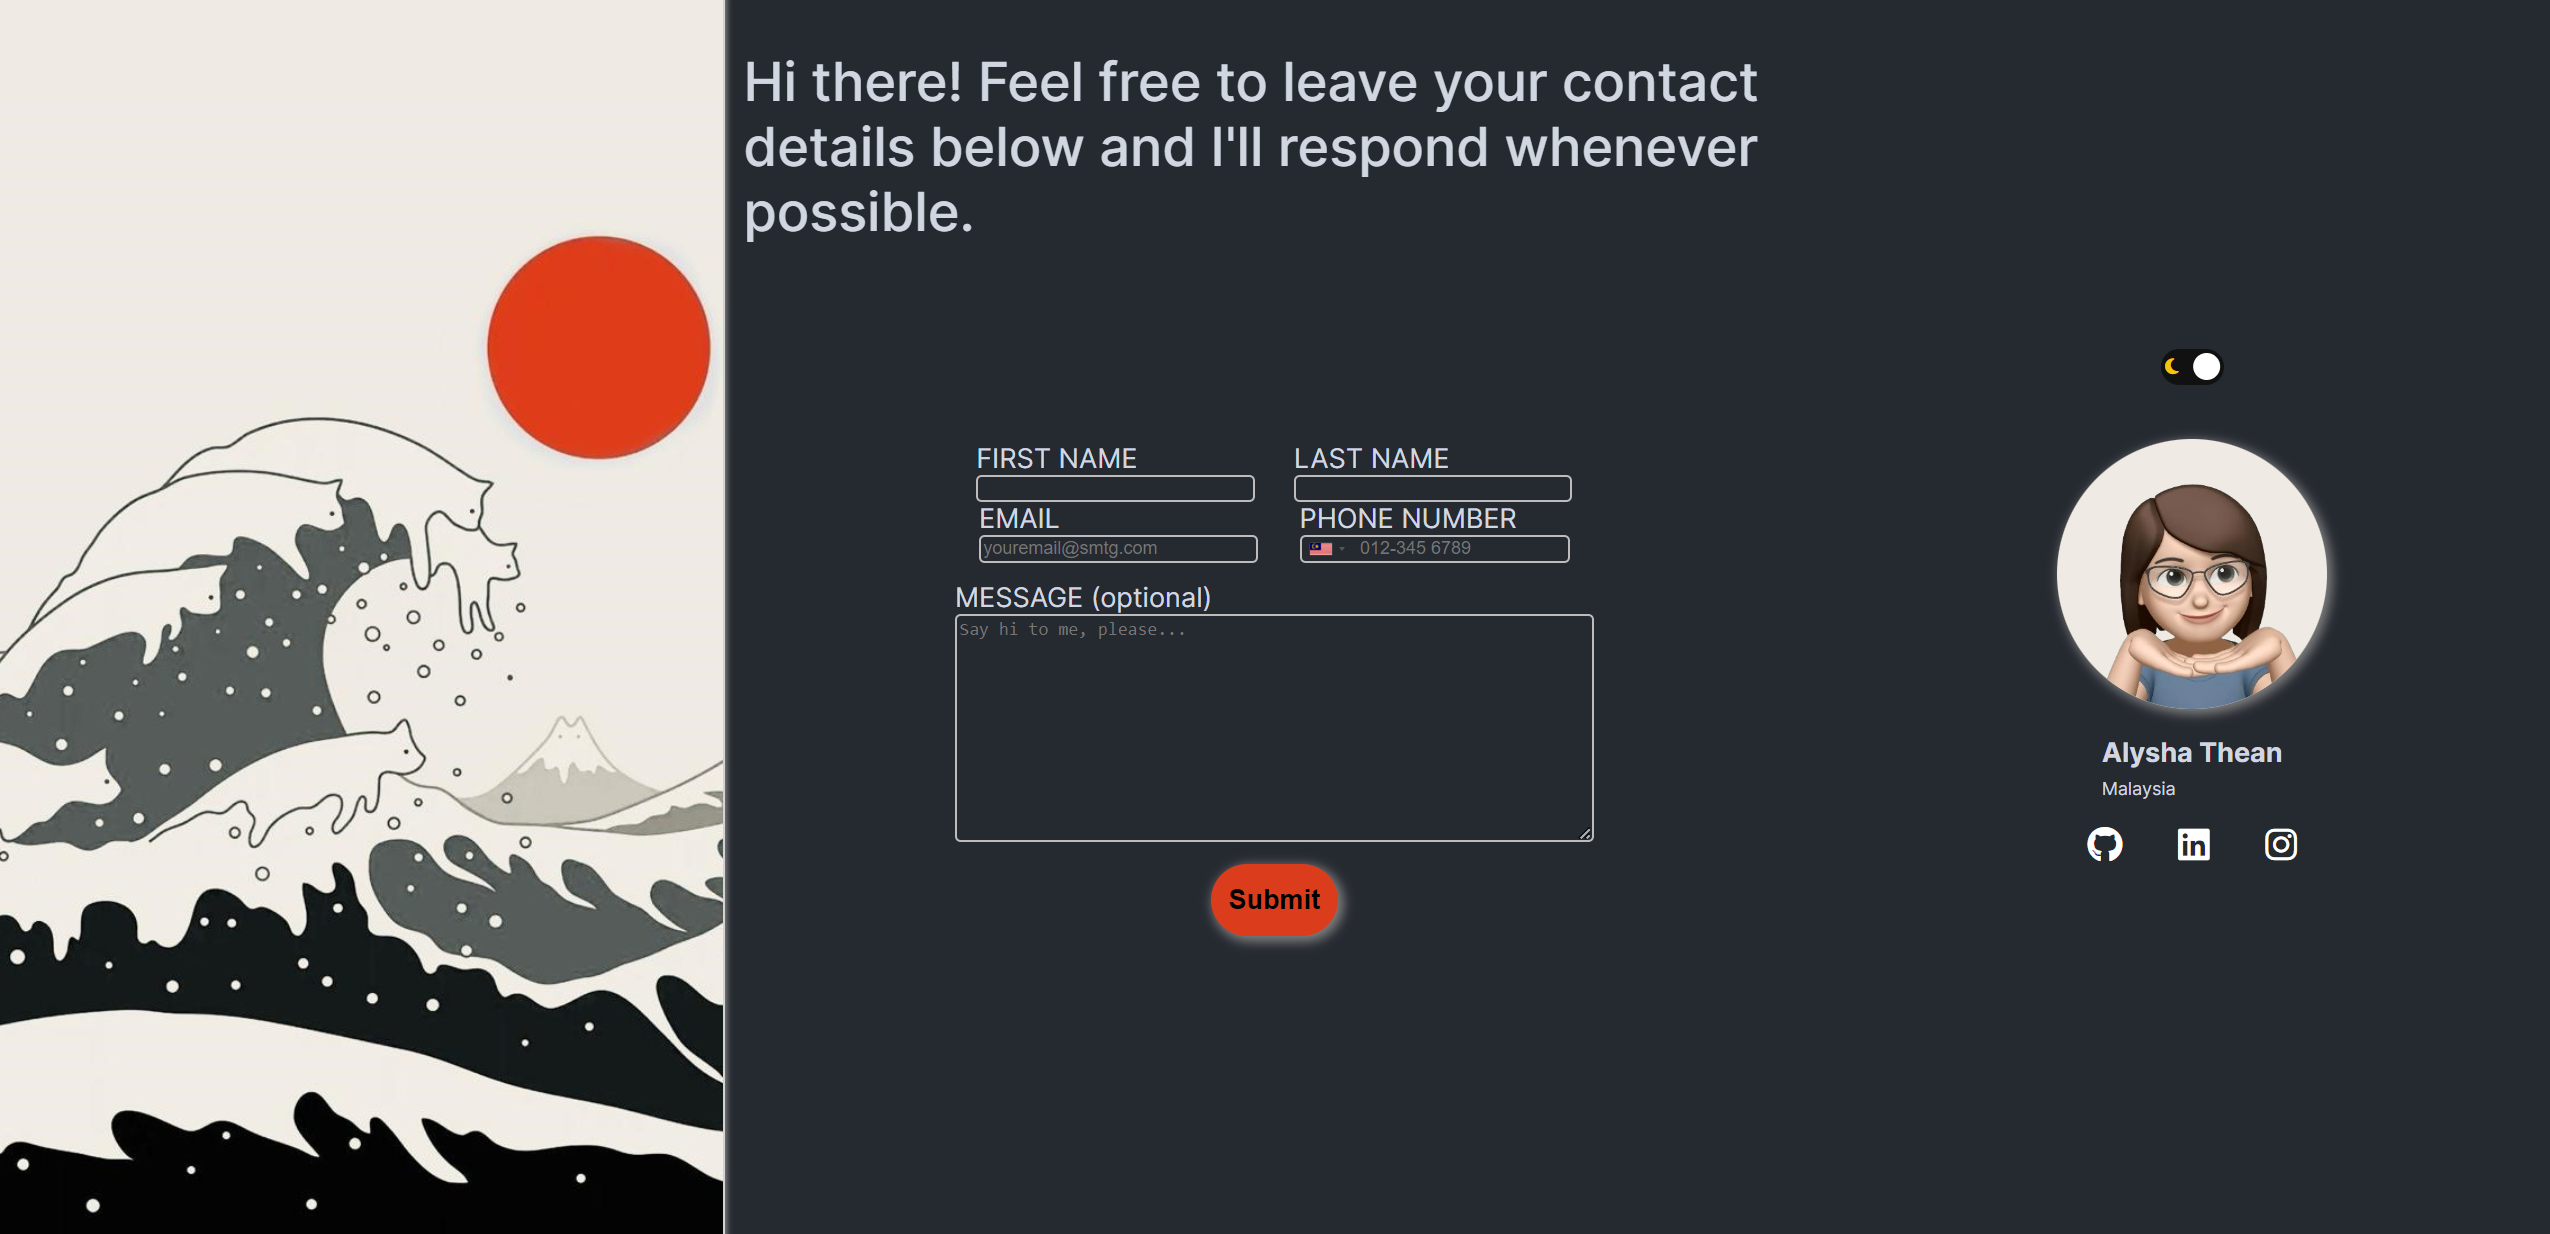 Hi there! Feel free to leave your contact
details below and I'll respond whenever
possible.
FIRST NAME
LAST NAME
EMAIL
PHONE NUMBER
youremail@smtg.com
012-345 6789
MESSAGE (optional)
Say hi to me, please...
Submit
Alysha Thean
Malaysia
in